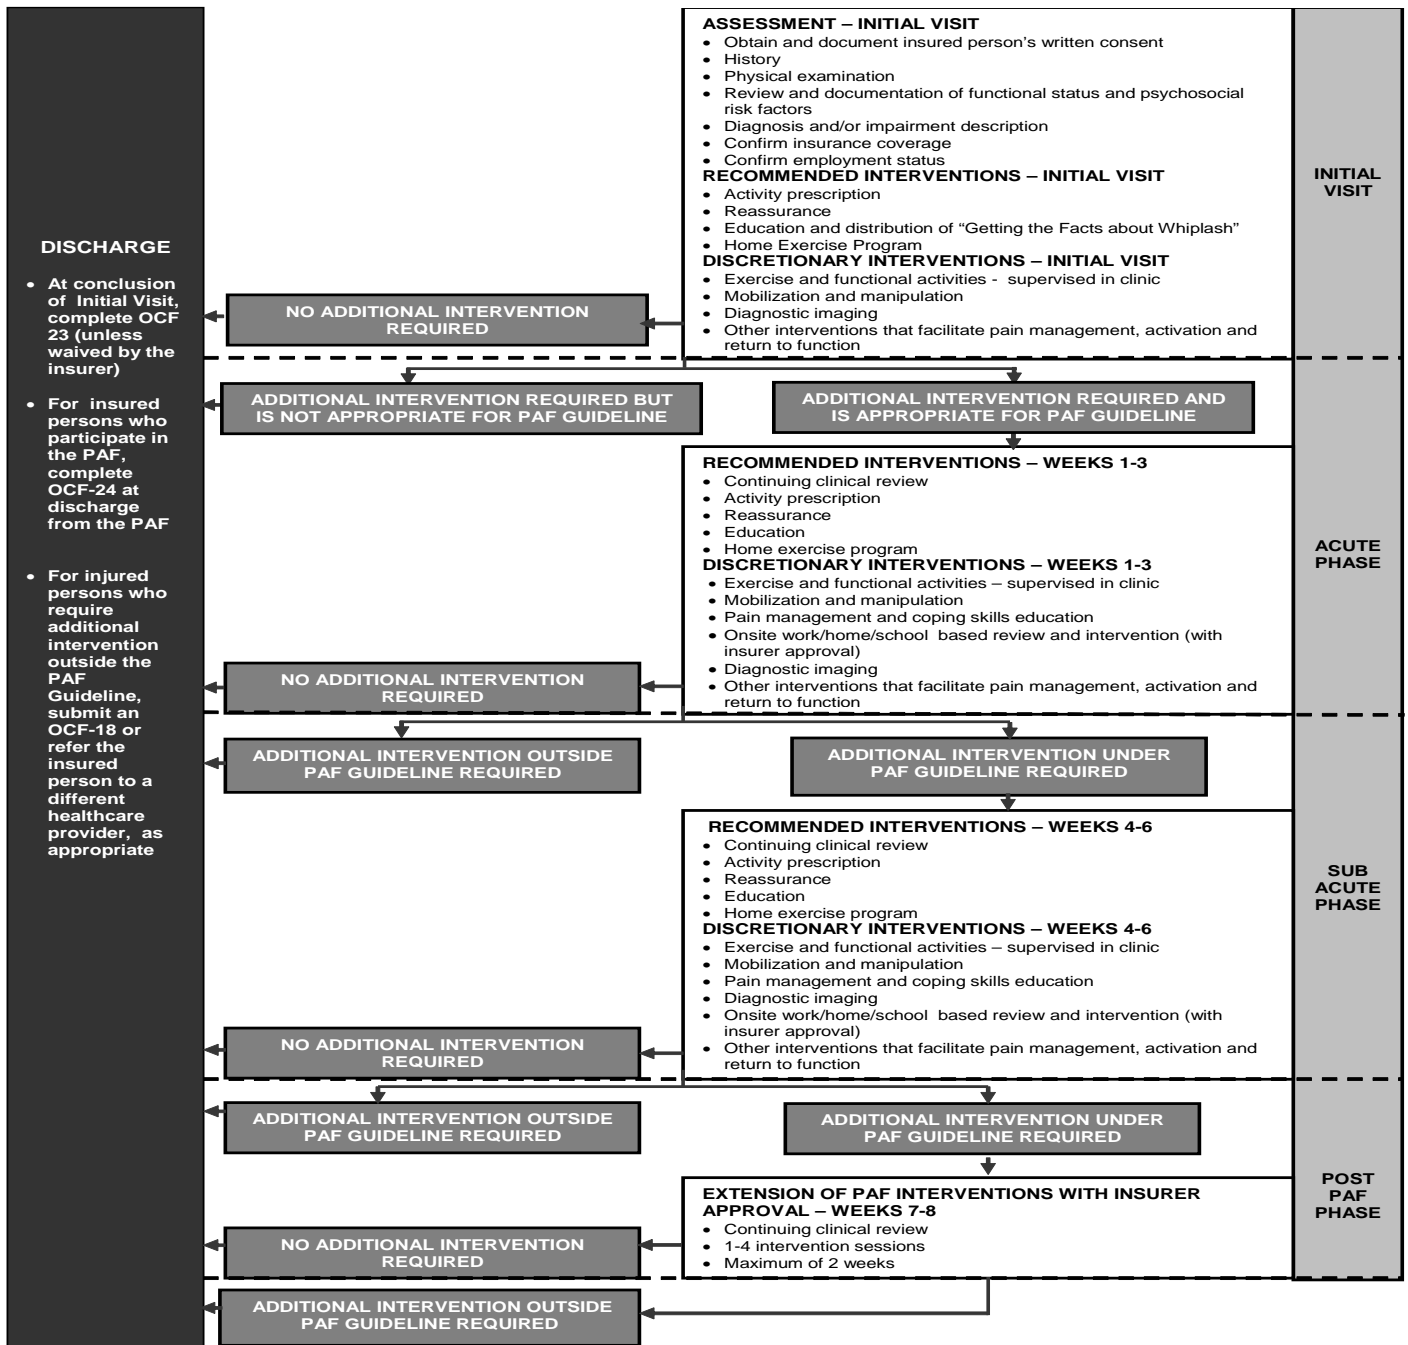 DISCHARGE
• At conclusion
of Initial Visit,
complete OCF
23 (unless
waived by the
insurer)
• For insured
persons who
participate in
the PAF,
complete
OCF-24 at
discharge
from the PAF
• For injured
persons who
require
additional
intervention
outside the
PAF
Guideline,
submit an
OCF-18 or
refer the
insured
person to a
different
healthcare
provider, as
appropriate
ASSESSMENT – INITIAL VISIT
• Obtain and document insured person's written consent
• History
• Physical examination
• Review and documentation of functional status and psychosocial
risk factors
• Diagnosis and/or impairment description
• Confirm insurance coverage
• Confirm employment status
RECOMMENDED INTERVENTIONS – INITIAL VISIT
• Activity prescription
• Reassurance
• Education and distribution of "Getting the Facts about Whiplash"
• Home Exercise Program
DISCRETIONARY INTERVENTIONS – INITIAL VISIT
• Exercise and functional activities - supervised in clinic
• Mobilization and manipulation
• Diagnostic imaging
• Other interventions that facilitate pain management, activation and
return to function
INITIAL
VISIT
NO ADDITIONAL INTERVENTION
REQUIRED
ADDITIONAL INTERVENTION REQUIRED BUT
IS NOT APPROPRIATE FOR PAF GUIDELINE
ADDITIONAL INTERVENTION REQUIRED AND
IS APPROPRIATE FOR PAF GUIDELINE
RECOMMENDED INTERVENTIONS – WEEKS 1-3
• Continuing clinical review
• Activity prescription
• Reassurance
• Education
• Home exercise program
DISCRETIONARY INTERVENTIONS – WEEKS 1-3
• Exercise and functional activities – supervised in clinic
• Mobilization and manipulation
• Pain management and coping skills education
• Onsite work/home/school based review and intervention (with
insurer approval)
• Diagnostic imaging
• Other interventions that facilitate pain management, activation and
return to function
ACUTE
PHASE
NO ADDITIONAL INTERVENTION
REQUIRED
ADDITIONAL INTERVENTION OUTSIDE
PAF GUIDELINE REQUIRED
ADDITIONAL INTERVENTION UNDER
PAF GUIDELINE REQUIRED
RECOMMENDED INTERVENTIONS – WEEKS 4-6
• Continuing clinical review
• Activity prescription
• Reassurance
• Education
• Home exercise program
DISCRETIONARY INTERVENTIONS – WEEKS 4-6
• Exercise and functional activities – supervised in clinic
• Mobilization and manipulation
• Pain management and coping skills education
• Diagnostic imaging
• Onsite work/home/school based review and intervention (with
insurer approval)
• Other interventions that facilitate pain management, activation and
return to function
SUB
ACUTE
PHASE
NO ADDITIONAL INTERVENTION
REQUIRED
ADDITIONAL INTERVENTION OUTSIDE
PAF GUIDELINE REQUIRED
ADDITIONAL INTERVENTION UNDER
PAF GUIDELINE REQUIRED
EXTENSION OF PAF INTERVENTIONS WITH INSURER
APPROVAL – WEEKS 7-8
• Continuing clinical review
• 1-4 intervention sessions
• Maximum of 2 weeks
POST
PAF
PHASE
NO ADDITIONAL INTERVENTION
REQUIRED
ADDITIONAL INTERVENTION OUTSIDE
PAF GUIDELINE REQUIRED